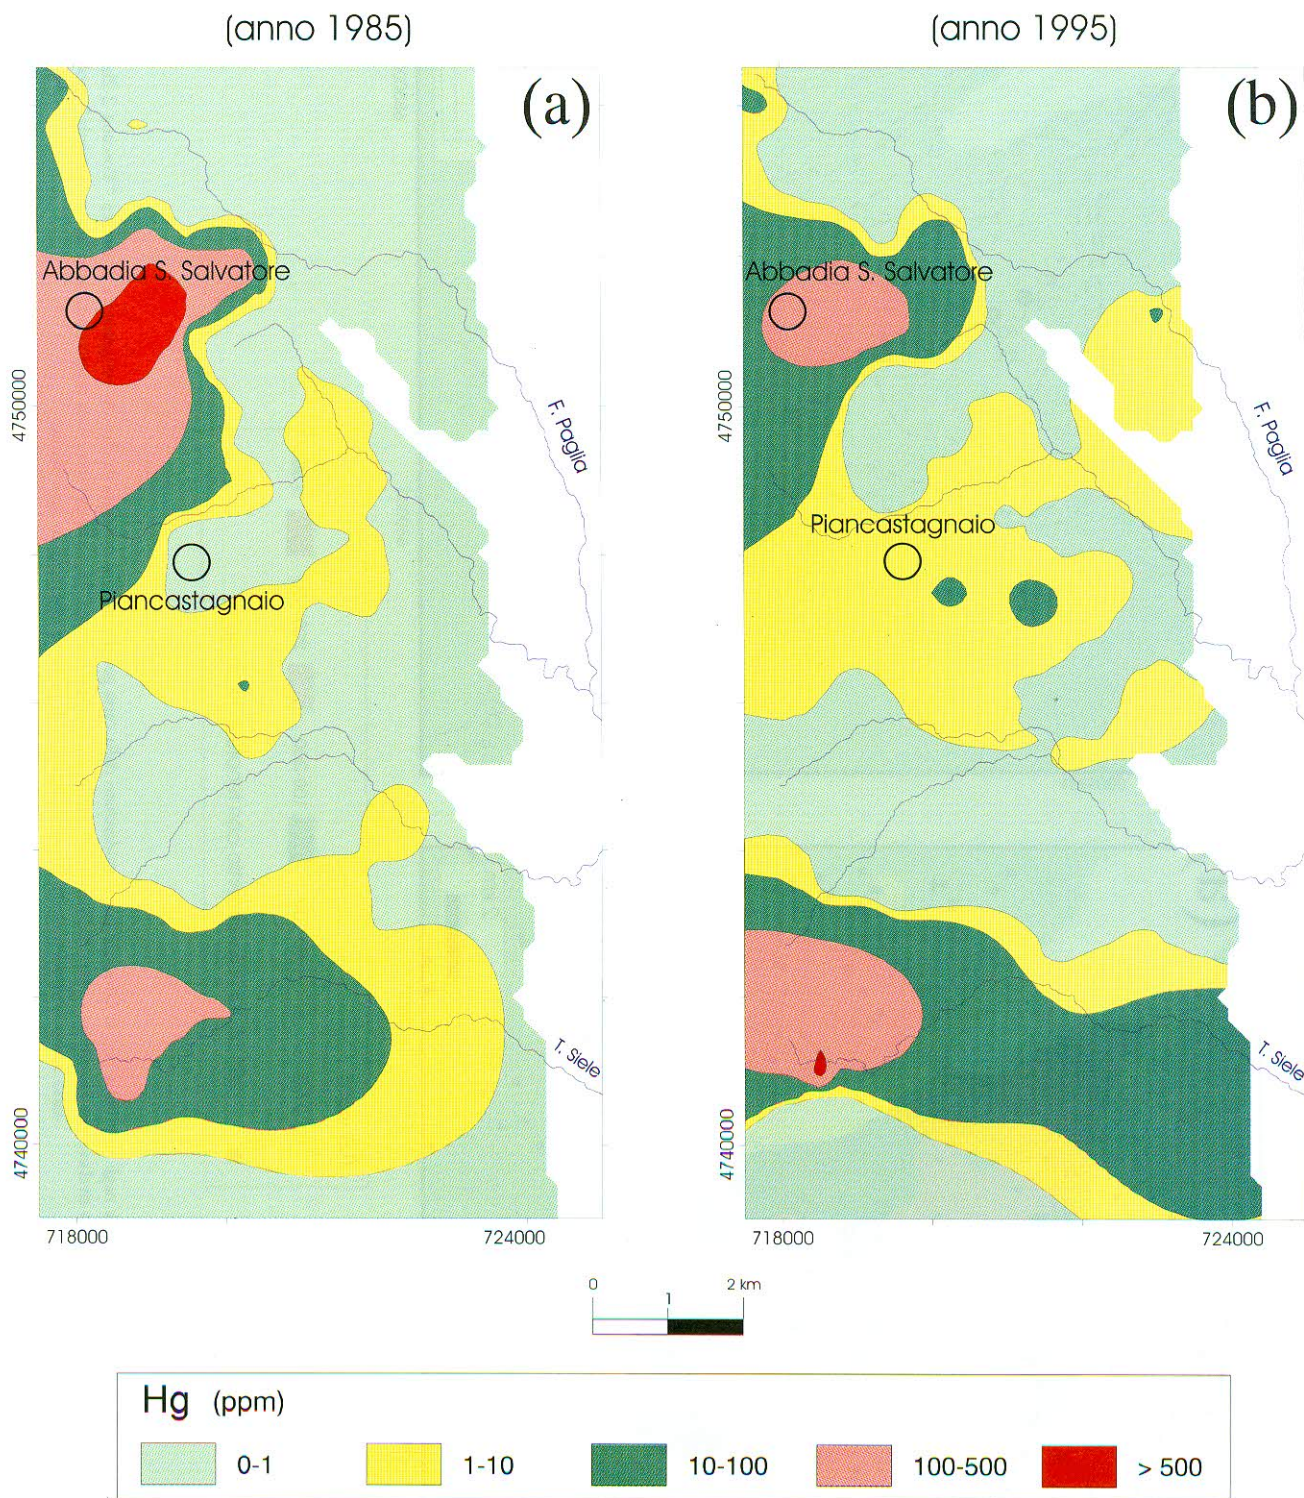 (anno 1985)
(anno 1995)
(a)
(b)
Abbadia S. Salvatore
Abbadia S. Salvatore
4750000
4750000
F. Paglia
F. Paglia
Piancastagnaio
Piancastagnaio
T. Siele
T. Siele
4740000
4740000
718000
724000
718000
724000
0
1
2 km
Hg (ppm)
0-1
1-10
10-100
100-500
> 500